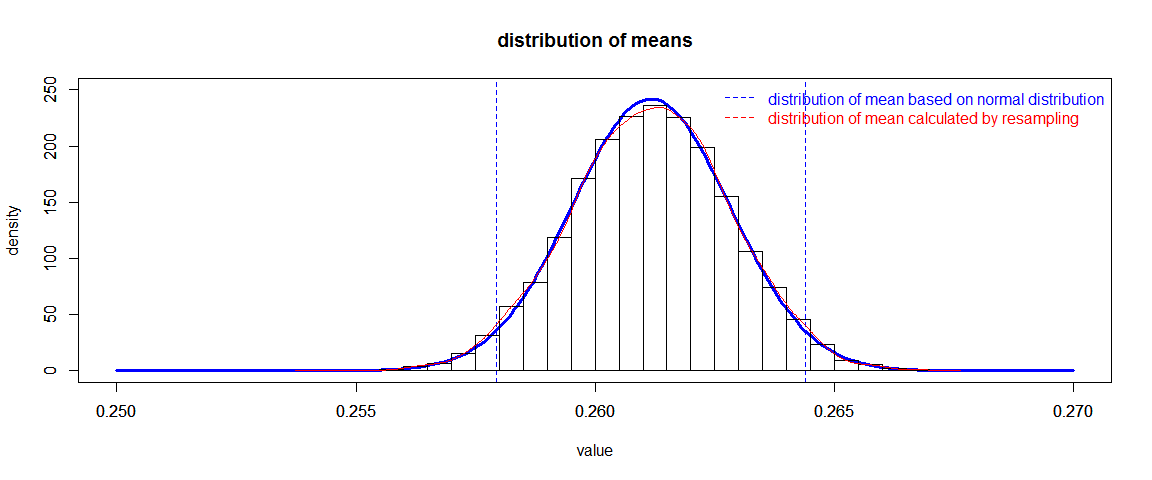 distribution of means
250
200
150
100
50
0
density
distribution of mean based on normal distribution
distribution of mean calculated by resampling
0.250 0.255 0.260 0.265 0.270
value